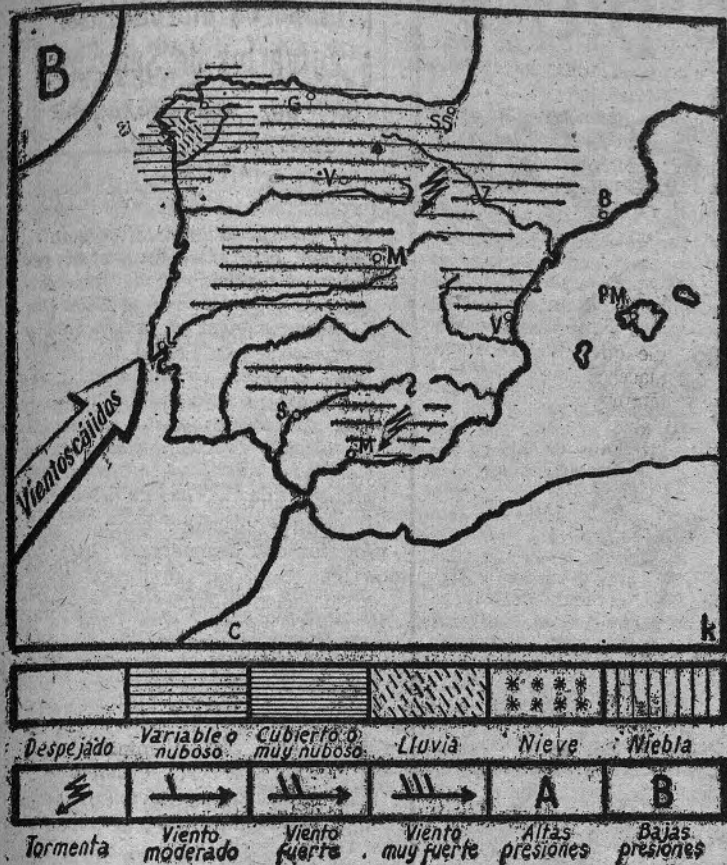 B
C
G
SS
V
Z
B
M
PM
V
L
Vientos cálidos
S
M
C
k
Despejado
Variable o nuboso
Cubierto o muy nuboso
Lluvia
Nieve
Niebla
A
B
Tormenta
Viento moderado
Viento fuerte
Viento muy fuerte
Altas presiones
Bajas presiones